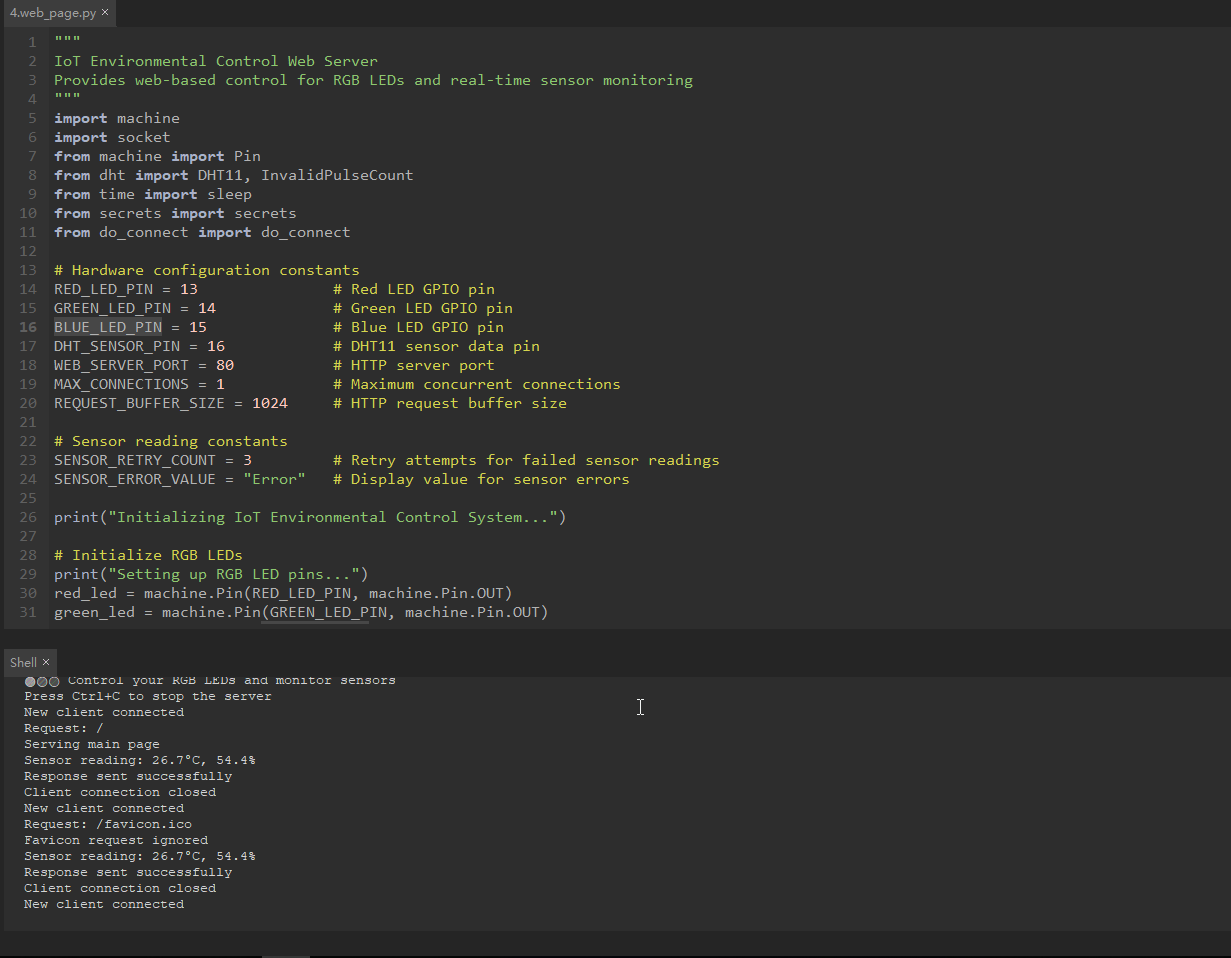 4.web_page.py ×
1 """
2 IoT Environmental Control Web Server
3 Provides web-based control for RGB LEDs and real-time sensor monitoring
4 """
5 import machine
6 import socket
7 from machine import Pin
8 from dht import DHT11, InvalidPulseCount
9 from time import sleep
10 from secrets import secrets
11 from do_connect import do_connect
12
13 # Hardware configuration constants
14 RED_LED_PIN = 13 # Red LED GPIO pin
15 GREEN_LED_PIN = 14 # Green LED GPIO pin
16 BLUE_LED_PIN = 15 # Blue LED GPIO pin
17 DHT_SENSOR_PIN = 16 # DHT11 sensor data pin
18 WEB_SERVER_PORT = 80 # HTTP server port
19 MAX_CONNECTIONS = 1 # Maximum concurrent connections
20 REQUEST_BUFFER_SIZE = 1024 # HTTP request buffer size
21
22 # Sensor reading constants
23 SENSOR_RETRY_COUNT = 3 # Retry attempts for failed sensor readings
24 SENSOR_ERROR_VALUE = "Error" # Display value for sensor errors
25
26 print("Initializing IoT Environmental Control System...")
27
28 # Initialize RGB LEDs
29 print("Setting up RGB LED pins...")
30 red_led = machine.Pin(RED_LED_PIN, machine.Pin.OUT)
31 green_led = machine.Pin(GREEN_LED_PIN, machine.Pin.OUT)
Shell ×
Control your RGB LEDs and monitor sensors
Press Ctrl+C to stop the server
New client connected
Request: /
Serving main page
Sensor reading: 26.7°C, 54.4%
Response sent successfully
Client connection closed
New client connected
Request: /favicon.ico
Favicon request ignored
Sensor reading: 26.7°C, 54.4%
Response sent successfully
Client connection closed
New client connected